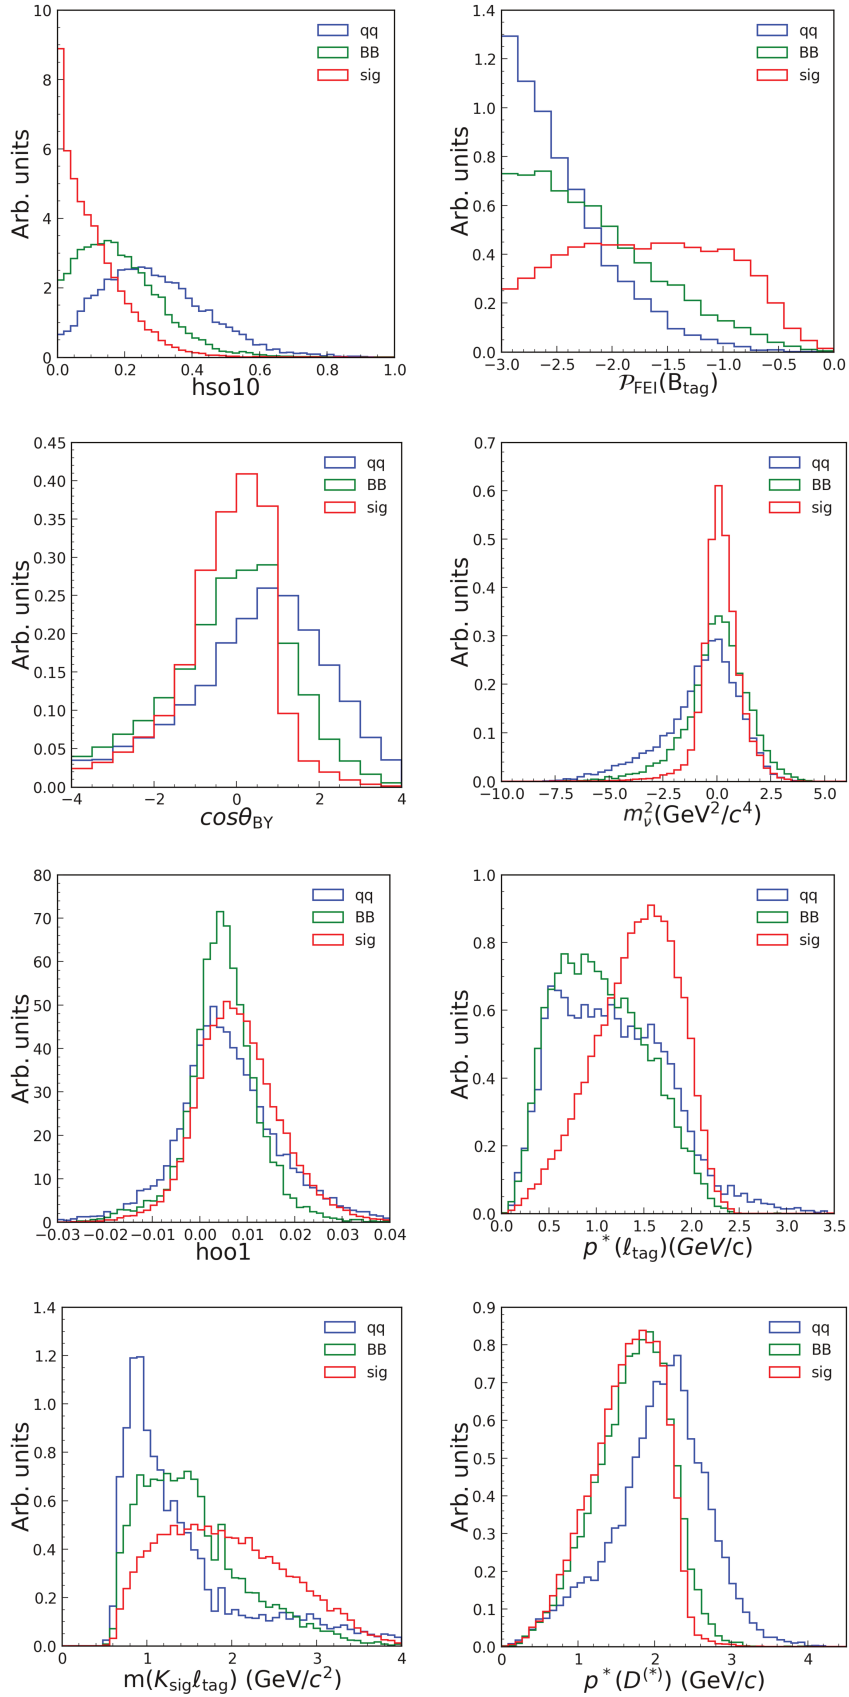 10
8
6
4
2
0
Arb. units
qq
BB
sig
0.0 0.2 0.4 0.6 0.8 1.0
hso10
1.4
1.2
1.0
0.8
0.6
0.4
0.2
0.0
Arb. units
qq
BB
sig
−3.0 −2.5 −2.0 −1.5 −1.0 −0.5 0.0
𝒫FEI(Btag)
0.45
0.40
0.35
0.30
0.25
0.20
0.15
0.10
0.05
0.00
Arb. units
qq
BB
sig
−4 −2 0 2 4
cosθBY
0.7
0.6
0.5
0.4
0.3
0.2
0.1
0.0
Arb. units
qq
BB
sig
−10.0 −7.5 −5.0 −2.5 0.0 2.5 5.0
m²ν(GeV²/c⁴)
80
70
60
50
40
30
20
10
0
Arb. units
qq
BB
sig
−0.03 −0.02 −0.01 0.00 0.01 0.02 0.03 0.04
hoo1
1.0
0.8
0.6
0.4
0.2
0.0
Arb. units
qq
BB
sig
0.0 0.5 1.0 1.5 2.0 2.5 3.0 3.5
p*(ℓtag)(GeV/c)
1.4
1.2
1.0
0.8
0.6
0.4
0.2
0.0
Arb. units
qq
BB
sig
0 1 2 3 4
m(Ksigℓtag) (GeV/c²)
0.9
0.8
0.7
0.6
0.5
0.4
0.3
0.2
0.1
0.0
Arb. units
qq
BB
sig
0 1 2 3 4
p*(D(*)) (GeV/c)